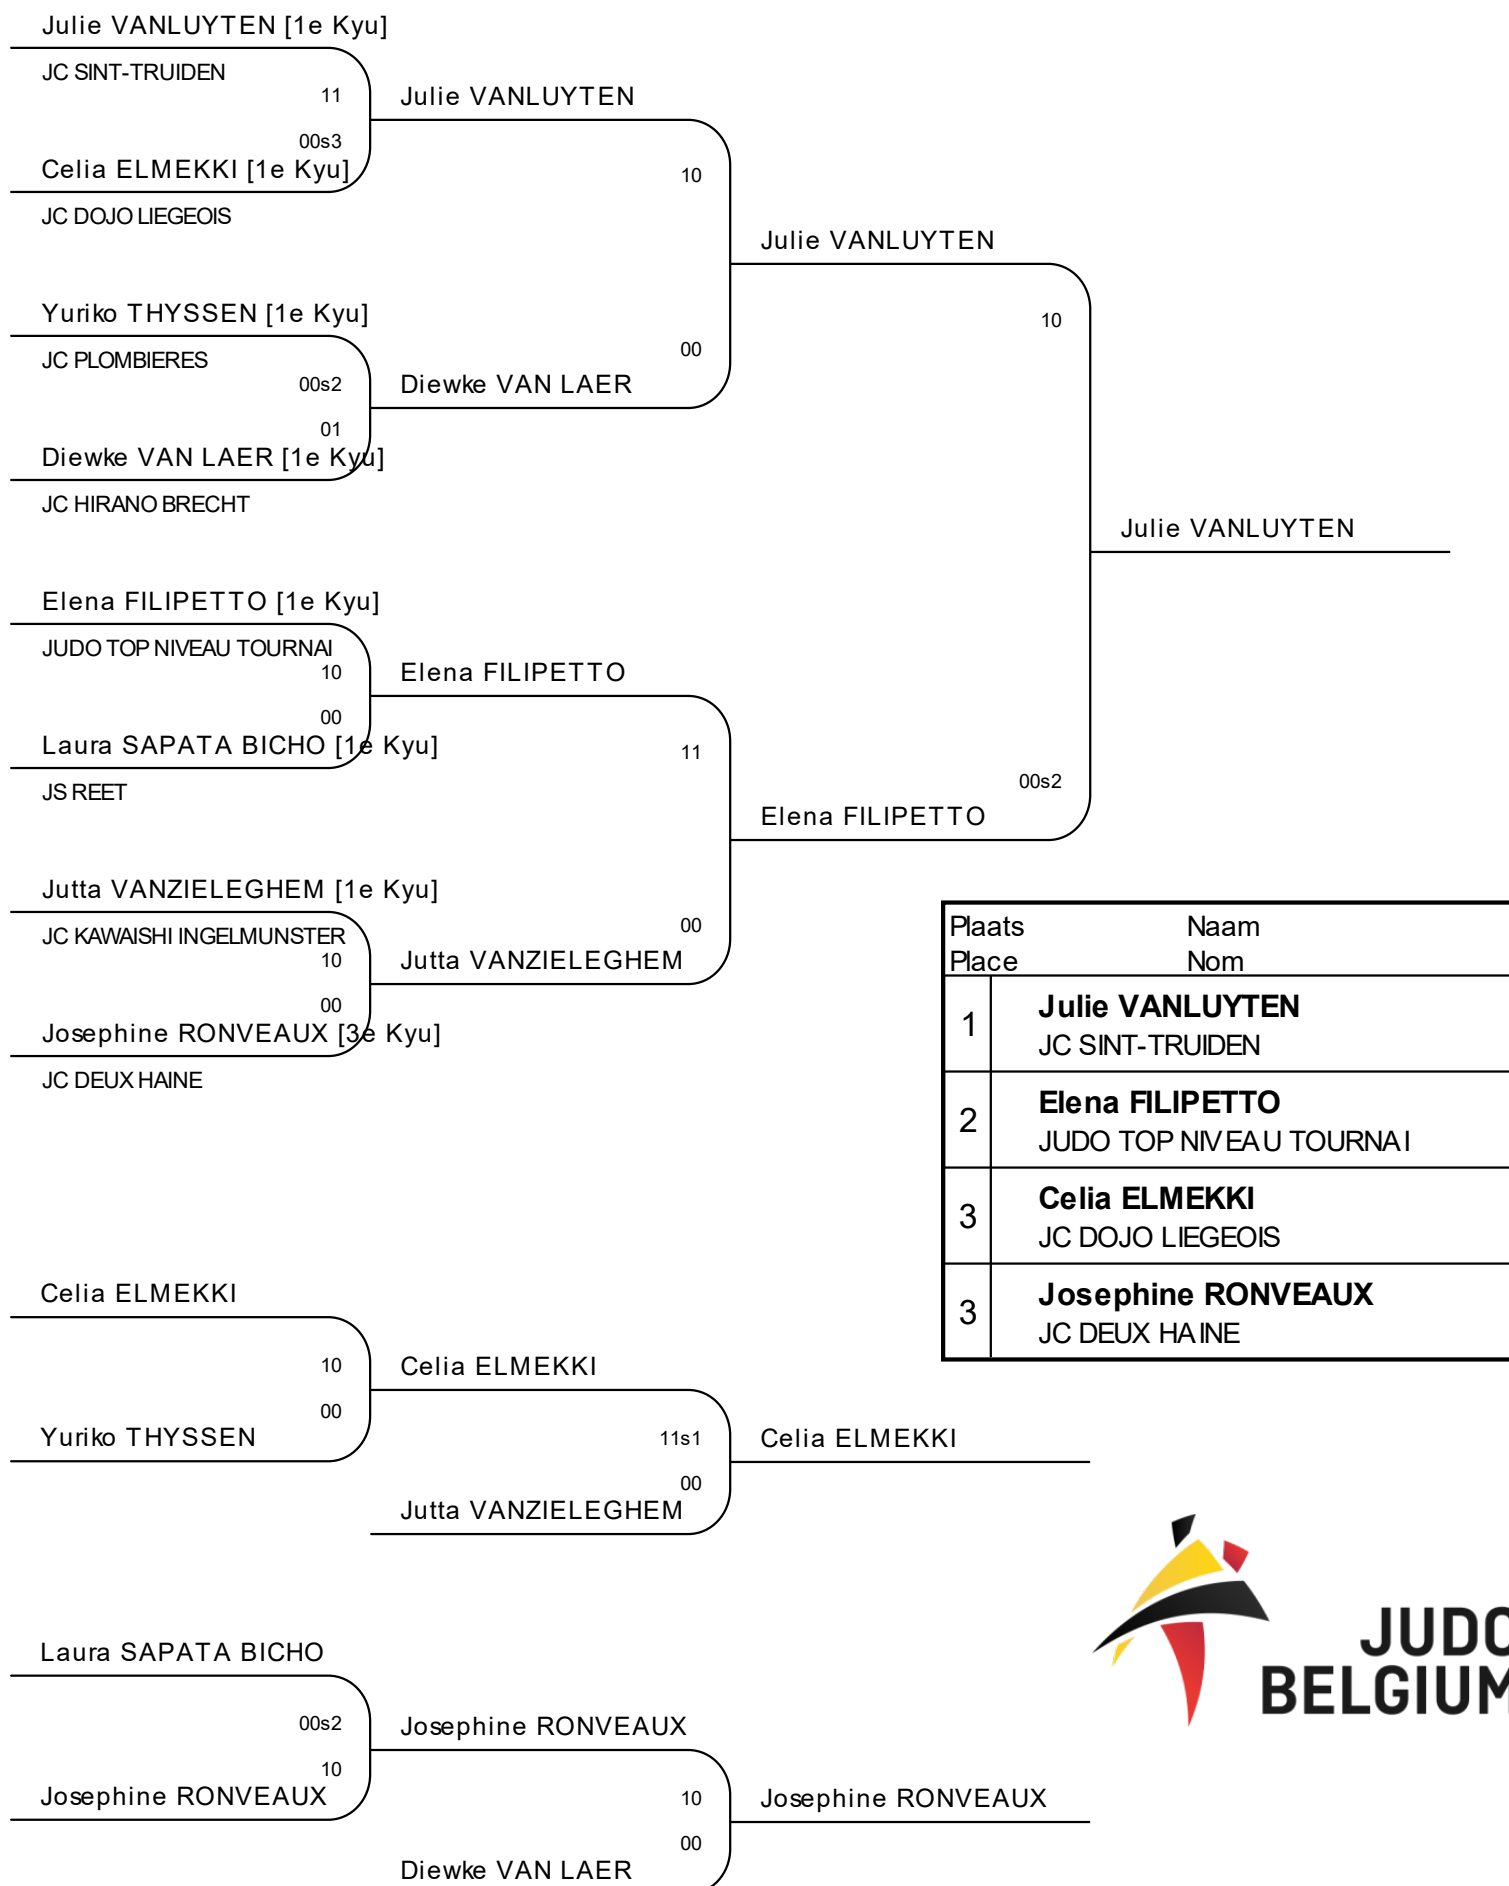 Julie VANLUYTEN [1e Kyu]
JC SINT-TRUIDEN
11
Julie VANLUYTEN
00s3
Celia ELMEKKI [1e Kyu]
10
JC DOJO LIEGEOIS
Julie VANLUYTEN
Yuriko THYSSEN [1e Kyu]
10
JC PLOMBIERES
00
00s2
Diewke VAN LAER
01
Diewke VAN LAER [1e Kyu]
JC HIRANO BRECHT
Julie VANLUYTEN
Elena FILIPETTO [1e Kyu]
JUDO TOP NIVEAU TOURNAI
10
Elena FILIPETTO
00
Laura SAPATA BICHO [1e Kyu]
11
JS REET
00s2
Elena FILIPETTO
Jutta VANZIELEGHEM [1e Kyu]
JC KAWAISHI INGELMUNSTER
00
10
Jutta VANZIELEGHEM
00
Josephine RONVEAUX [3e Kyu]
JC DEUX HAINE
Plaats Naam
Place Nom
1 Julie VANLUYTEN
JC SINT-TRUIDEN
2 Elena FILIPETTO
JUDO TOP NIVEAU TOURNAI
3 Celia ELMEKKI
JC DOJO LIEGEOIS
3 Josephine RONVEAUX
JC DEUX HAINE
Celia ELMEKKI
10
Celia ELMEKKI
00
Yuriko THYSSEN
11s1
Celia ELMEKKI
00
Jutta VANZIELEGHEM
JUDO
BELGIUM
Laura SAPATA BICHO
00s2
Josephine RONVEAUX
10
Josephine RONVEAUX
10
Josephine RONVEAUX
00
Diewke VAN LAER